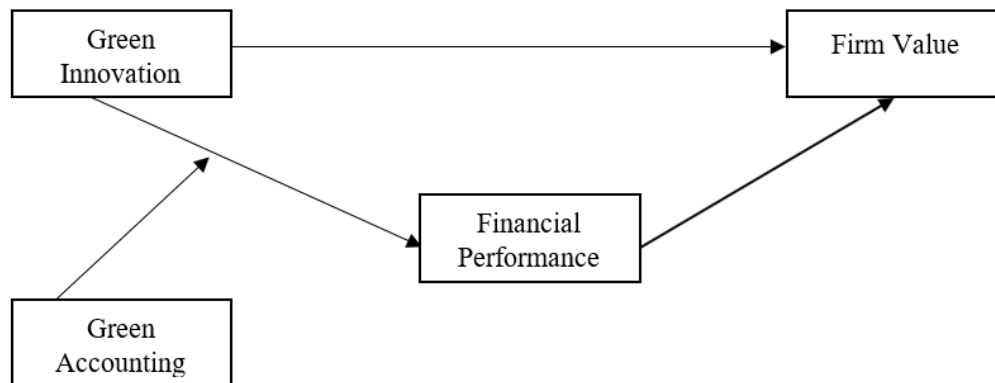 Green
Innovation
Firm Value
Financial
Performance
Green
Accounting